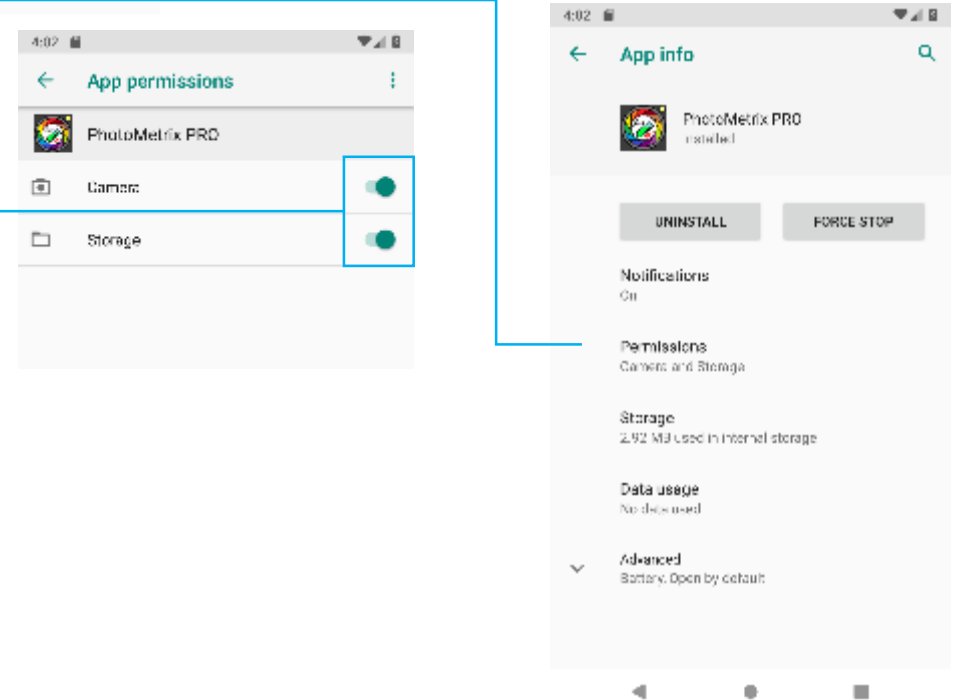 4:02
App permissions
PhotoMetrix PRO
Camera
Storage
4:02
App info
PhotoMetrix PRO
Installed
UNINSTALL
FORCE STOP
Notifications
On
Permissions
Camera and Storage
Storage
2.92 MB used in internal storage
Data usage
No data used
Advanced
Battery, Open by default